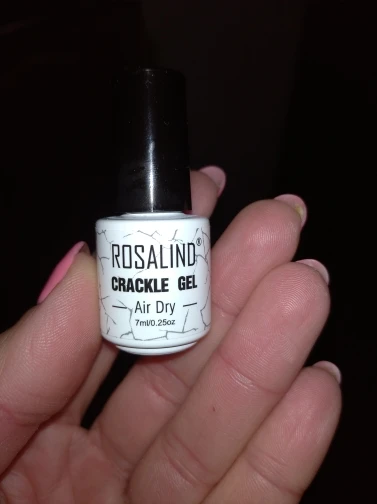 ROSALIND®
CRACKLE GEL
Air Dry
7ml/0.25oz